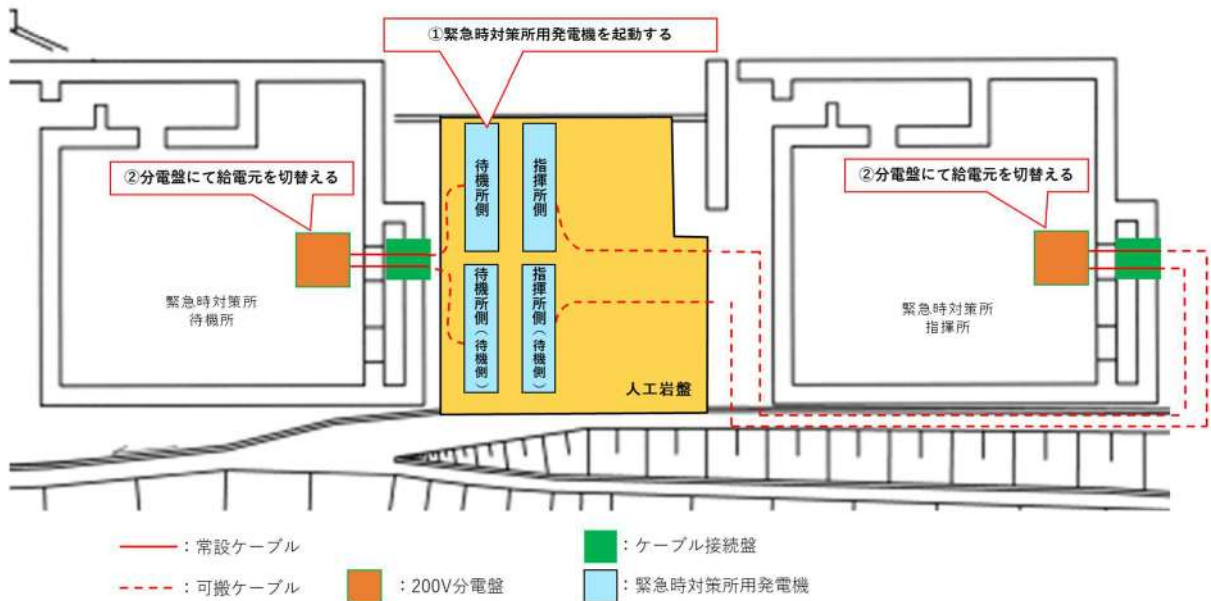 ①緊急時対策所用発電機を起動する
②分電盤にて給電元を切替える
②分電盤にて給電元を切替える
待機所側
指揮所側
待機所側（待機側）
指揮所側（待機側）
緊急時対策所
待機所
緊急時対策所
指揮所
人工岩盤
：常設ケーブル
：ケーブル接続盤
：可搬ケーブル
：200V分電盤
：緊急時対策所用発電機